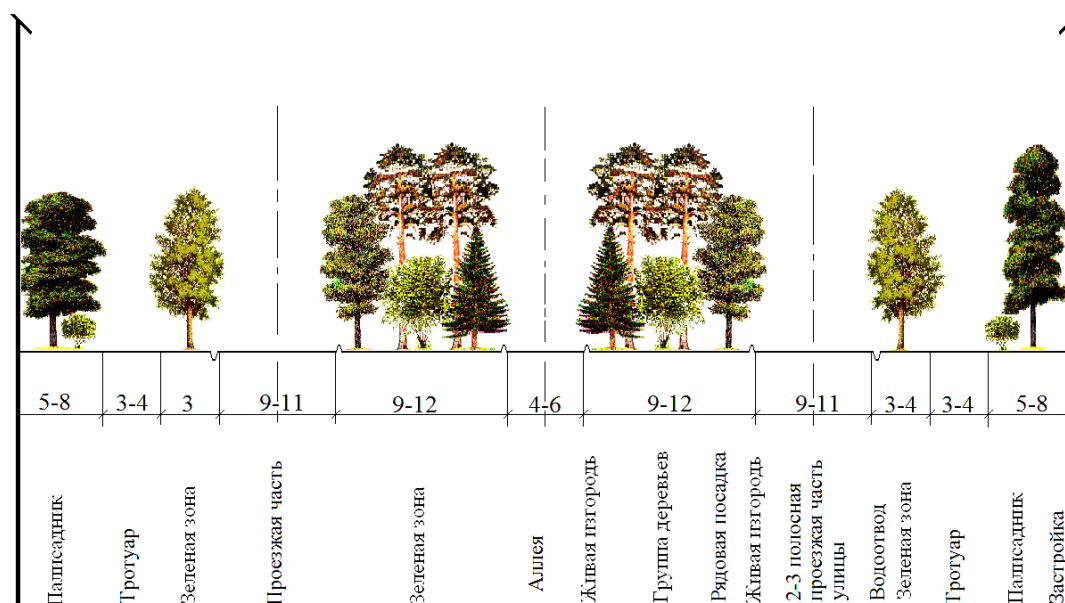 5-8
3-4
3
9-11
9-12
4-6
9-12
9-11
3-4
3-4
5-8
Палисадник
Тротуар
Зеленая зона
Проезжая часть
Зеленая зона
Аллея
Живая изгородь
Группа деревьев
Рядовая посадка
Живая изгородь
2-3 полосная
проезжая часть
улицы
Водоотвод
Зеленая зона
Тротуар
Палисадник
Застройка